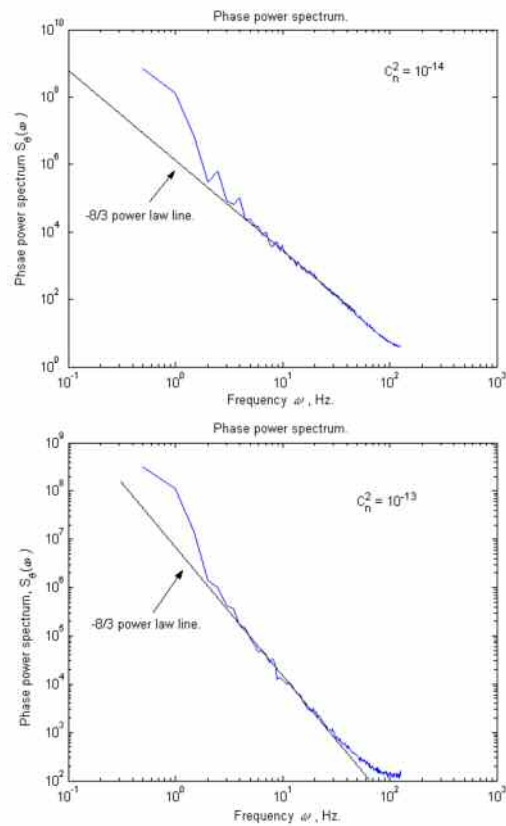 Phase power spectrum.
10^10
C_n^2 = 10^-14
10^8
10^6
10^4
10^2
10^0
Phsae power spectrum S_θ(ω)
-8/3 power law line.
10^-1 10^0 10^1 10^2 10^3
Frequency ω , Hz.
Phase power spectrum.
10^9
C_n^2 = 10^-13
10^8
10^7
10^6
10^5
10^4
10^3
10^2
Phase power spectrum, S_θ(ω)
-8/3 power law line.
10^-1 10^0 10^1 10^2 10^3
Frequency ω , Hz.